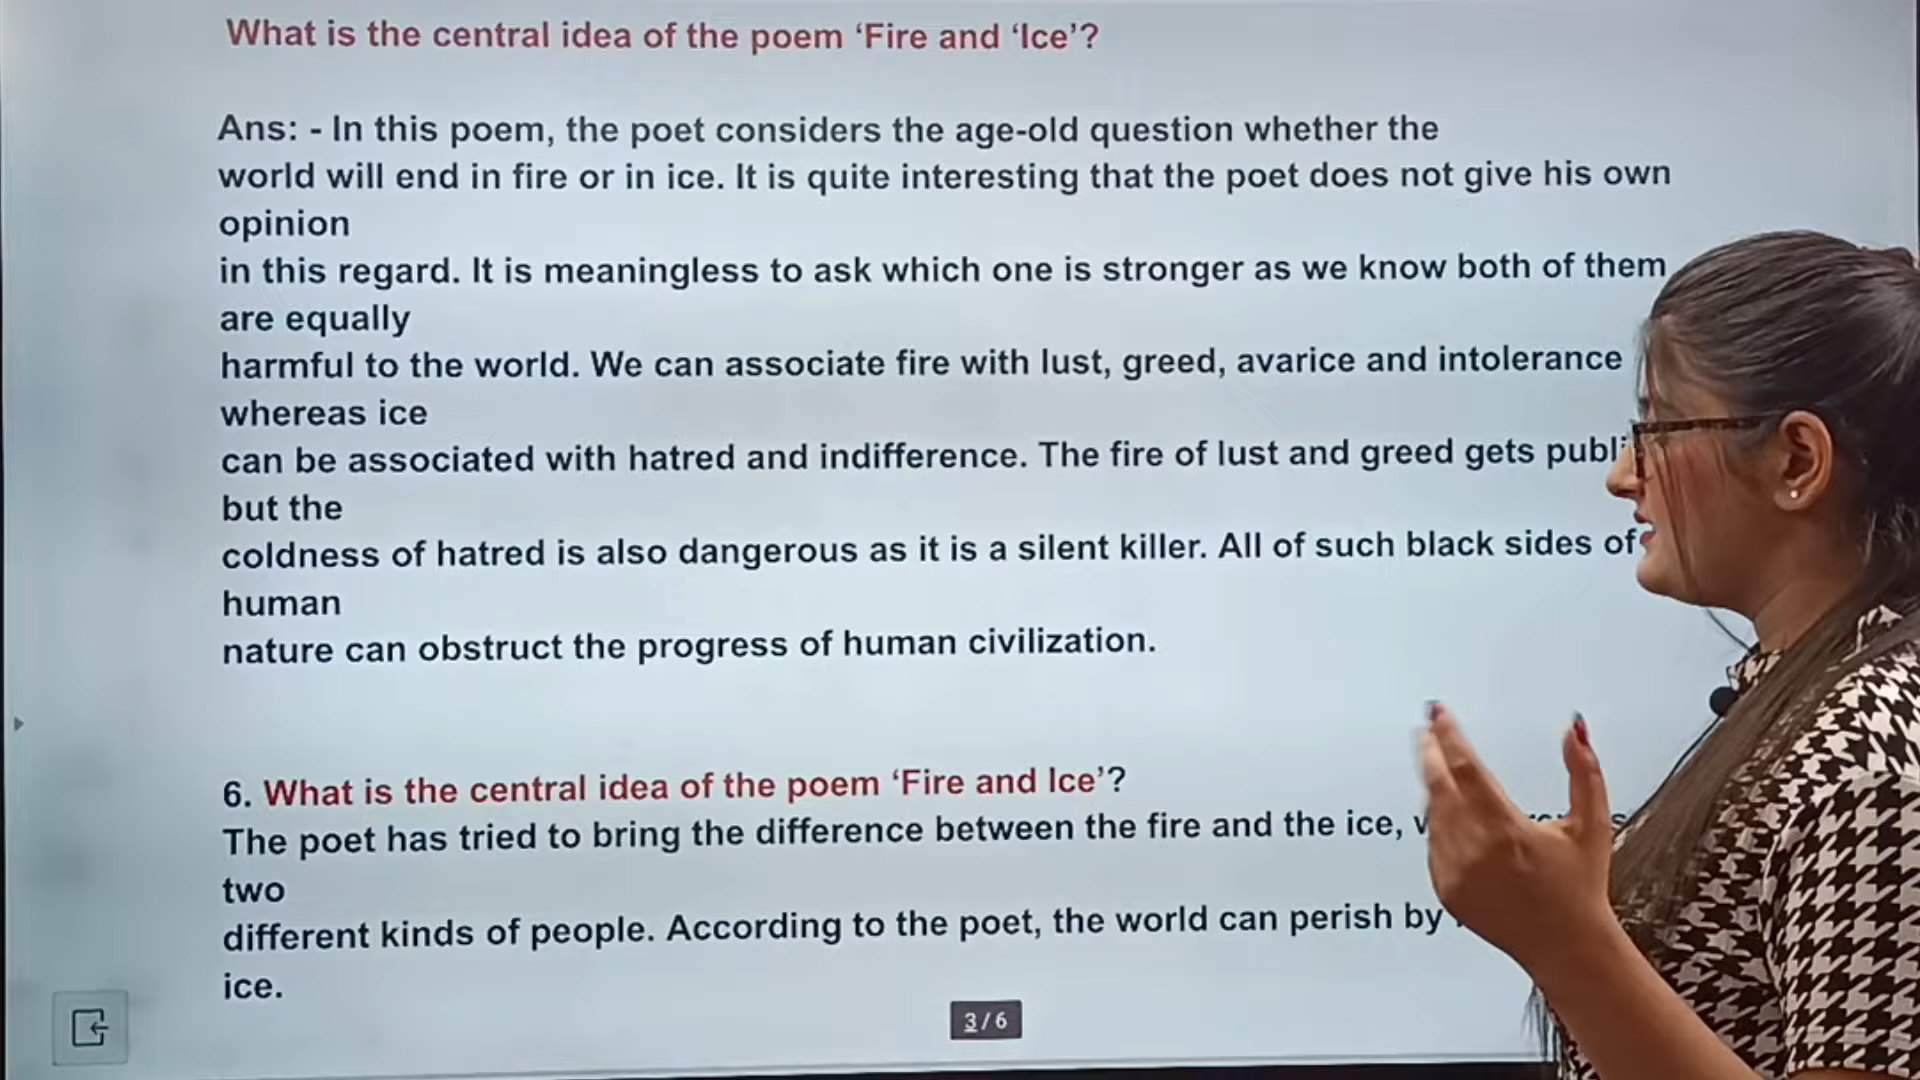 What is the central idea of the poem ‘Fire and ‘Ice’?
Ans: - In this poem, the poet considers the age-old question whether the
world will end in fire or in ice. It is quite interesting that the poet does not give his own
opinion
in this regard. It is meaningless to ask which one is stronger as we know both of them
are equally
harmful to the world. We can associate fire with lust, greed, avarice and intolerance
whereas ice
can be associated with hatred and indifference. The fire of lust and greed gets
but the
coldness of hatred is also dangerous as it is a silent killer. All of such black sides of
human
nature can obstruct the progress of human civilization.
6. What is the central idea of the poem ‘Fire and Ice’?
The poet has tried to bring the difference between the fire and the ice,
two
different kinds of people. According to the poet, the world can perish by
ice.
3/6